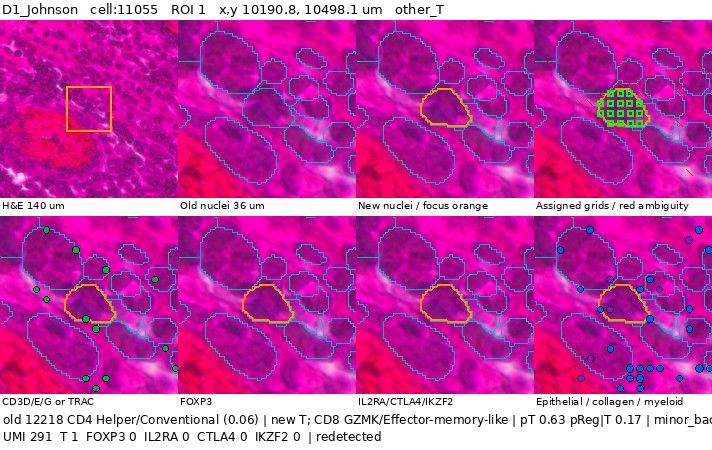 D1_Johnson cell:11055 ROI 1 x,y 10190.8, 10498.1 um other_T
H&E 140 um
Old nuclei 36 um
New nuclei / focus orange
Assigned grids / red ambiguity
CD3D/E/G or TRAC
FOXP3
IL2RA/CTLA4/IKZF2
Epithelial / collagen / myeloid
old 12218 CD4 Helper/Conventional (0.06) | new T; CD8 GZMK/Effector-memory-like | pT 0.63 pReg|T 0.17 | minor_bac
UMI 291 T 1 FOXP3 0 IL2RA 0 CTLA4 0 IKZF2 0 | redetected